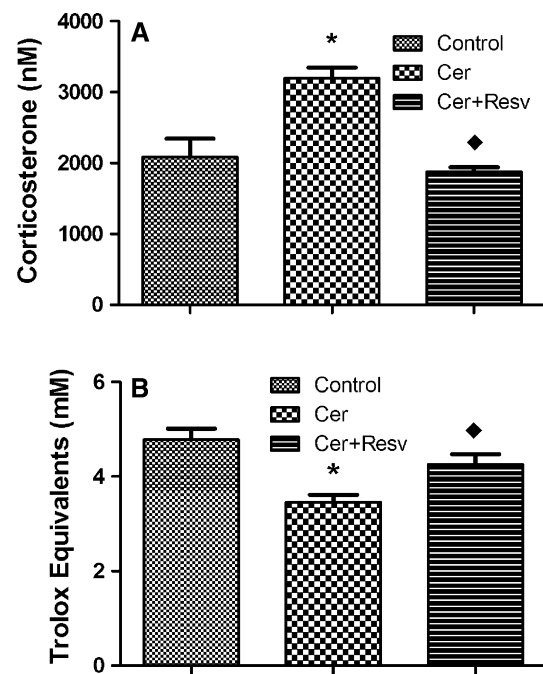 A
*
Control
Cer
Cer+Resv
◆
Corticosterone (nM)
4000
3000
2000
1000
0
B
Control
Cer
Cer+Resv
*
◆
Trolox Equivalents (mM)
6
4
2
0